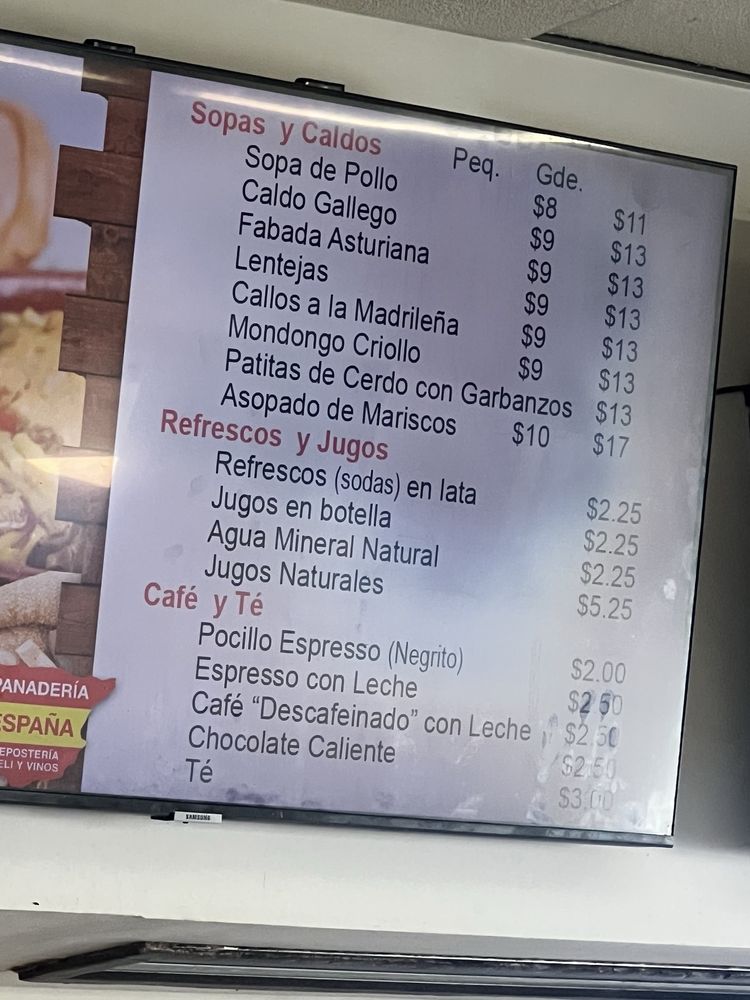 Sopas y Caldos Peq. Gde.
Sopa de Pollo $8 $11
Caldo Gallego $9 $13
Fabada Asturiana $9 $13
Lentejas $9 $13
Callos a la Madrileña $9 $13
Mondongo Criollo $9 $13
Patitas de Cerdo con Garbanzos $13
Asopado de Mariscos $10 $17
Refrescos y Jugos
Refrescos (sodas) en lata $2.25
Jugos en botella $2.25
Agua Mineral Natural $2.25
Jugos Naturales $5.25
Café y Té
Pocillo Espresso (Negrito) $2.00
Espresso con Leche $2.50
Café “Descafeinado” con Leche $2.50
Chocolate Caliente $2.50
Té $3.00
PANADERÍA
ESPAÑA
EPOSTERÍA
ELI Y VINOS
SAMSUNG